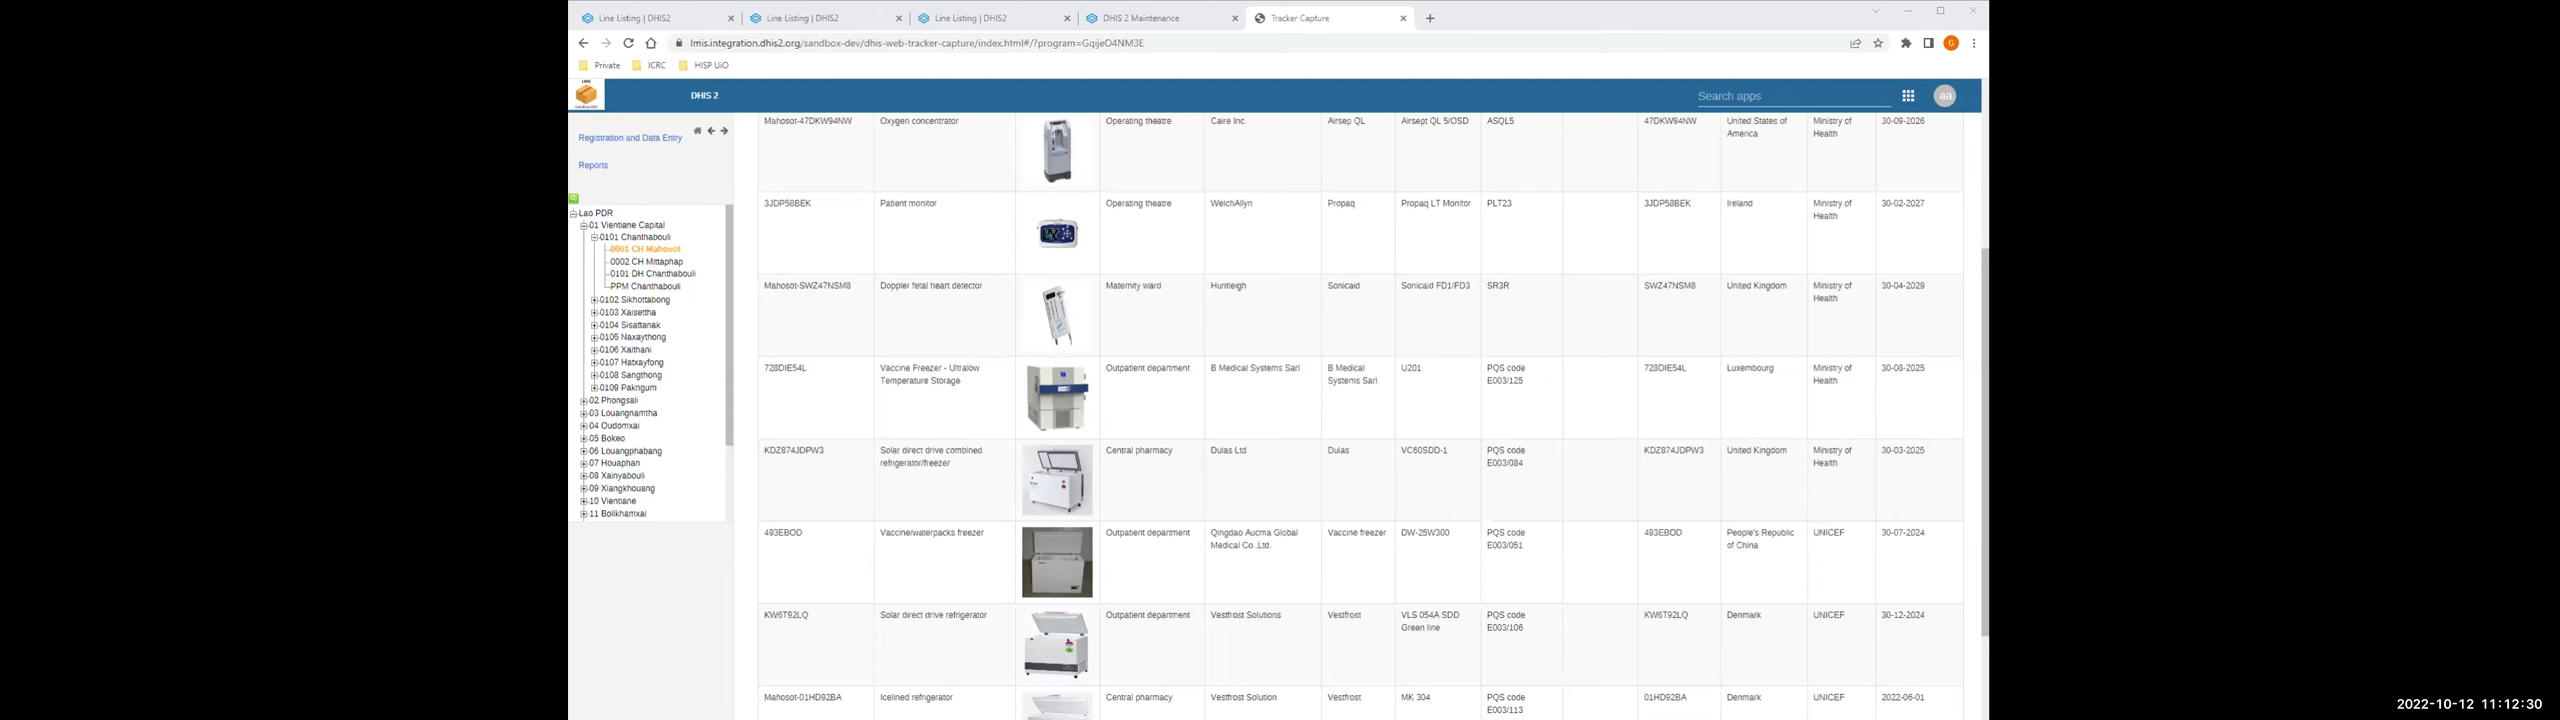 Line Listing | DHIS2
Line Listing | DHIS2
Line Listing | DHIS2
DHIS 2 Maintenance
Tracker Capture
lmis.integration.dhis2.org/sandbox-dev/dhis-web-tracker-capture/index.html#/?program=GqijeO4NM3E
G
Private ICRC HISP UiO
DHIS 2
Search apps
aa
Registration and Data Entry
Reports
Lao PDR
01 Vientiane Capital
0101 Chanthabouli
0001 CH Mahosot
0002 CH Mittaphap
0101 DH Chanthabouli
PPM Chanthabouli
0102 Sikhottabong
0103 Xaisettha
0104 Sisattanak
0105 Naxaythong
0106 Xaithani
0107 Hatxayfong
0108 Sangthong
0109 Pakngum
02 Phongsali
03 Louangnamtha
04 Oudomxai
05 Bokeo
06 Louangphabang
07 Houaphan
08 Xainyabouli
09 Xiangkhouang
10 Vientiane
11 Bolikhamxai
Mahosot-47DKW94NW Oxygen concentrator Operating theatre Caire Inc. Airsep QL Airsept QL 5/OSD ASQL5 47DKW94NW United States of Ministry of 30-09-2026
America Health
3JDP58BEK Patient monitor Operating theatre WelchAllyn Propaq Propaq LT Monitor PLT23 3JDP58BEK Ireland Ministry of 30-02-2027
Health
Mahosot-SWZ47NSM8 Doppler fetal heart detector Maternity ward Huntleigh Sonicaid Sonicaid FD1/FD3 SR3R SWZ47NSM8 United Kingdom Ministry of 30-04-2029
Health
728DIE54L Vaccine Freezer - Ultralow Outpatient department B Medical Systems Sarl B Medical U201 PQS code 728DIE54L Luxembourg Ministry of 30-08-2025
Temperature Storage Systems Sarl E003/125 Health
KDZ874JDPW3 Solar direct drive combined Central pharmacy Dulas Ltd Dulas VC60SDD-1 PQS code KDZ874JDPW3 United Kingdom Ministry of 30-03-2025
refrigerator/freezer E003/084 Health
493EBOD Vaccine/waterpacks freezer Outpatient department Qingdao Aucma Global Vaccine freezer DW-25W300 PQS code 493EBOD People's Republic UNICEF 30-07-2024
Medical Co.,Ltd. E003/051 of China
KW6T92LQ Solar direct drive refrigerator Outpatient department Vestfrost Solutions Vestfrost VLS 054A SDD PQS code KW6T92LQ Denmark UNICEF 30-12-2024
Green line E003/106
Mahosot-01HD92BA Icelined refrigerator Central pharmacy Vestfrost Solution Vestfrost MK 304 PQS code 01HD92BA Denmark UNICEF 2022-06-01
E003/113
2022-10-12 11:12:30